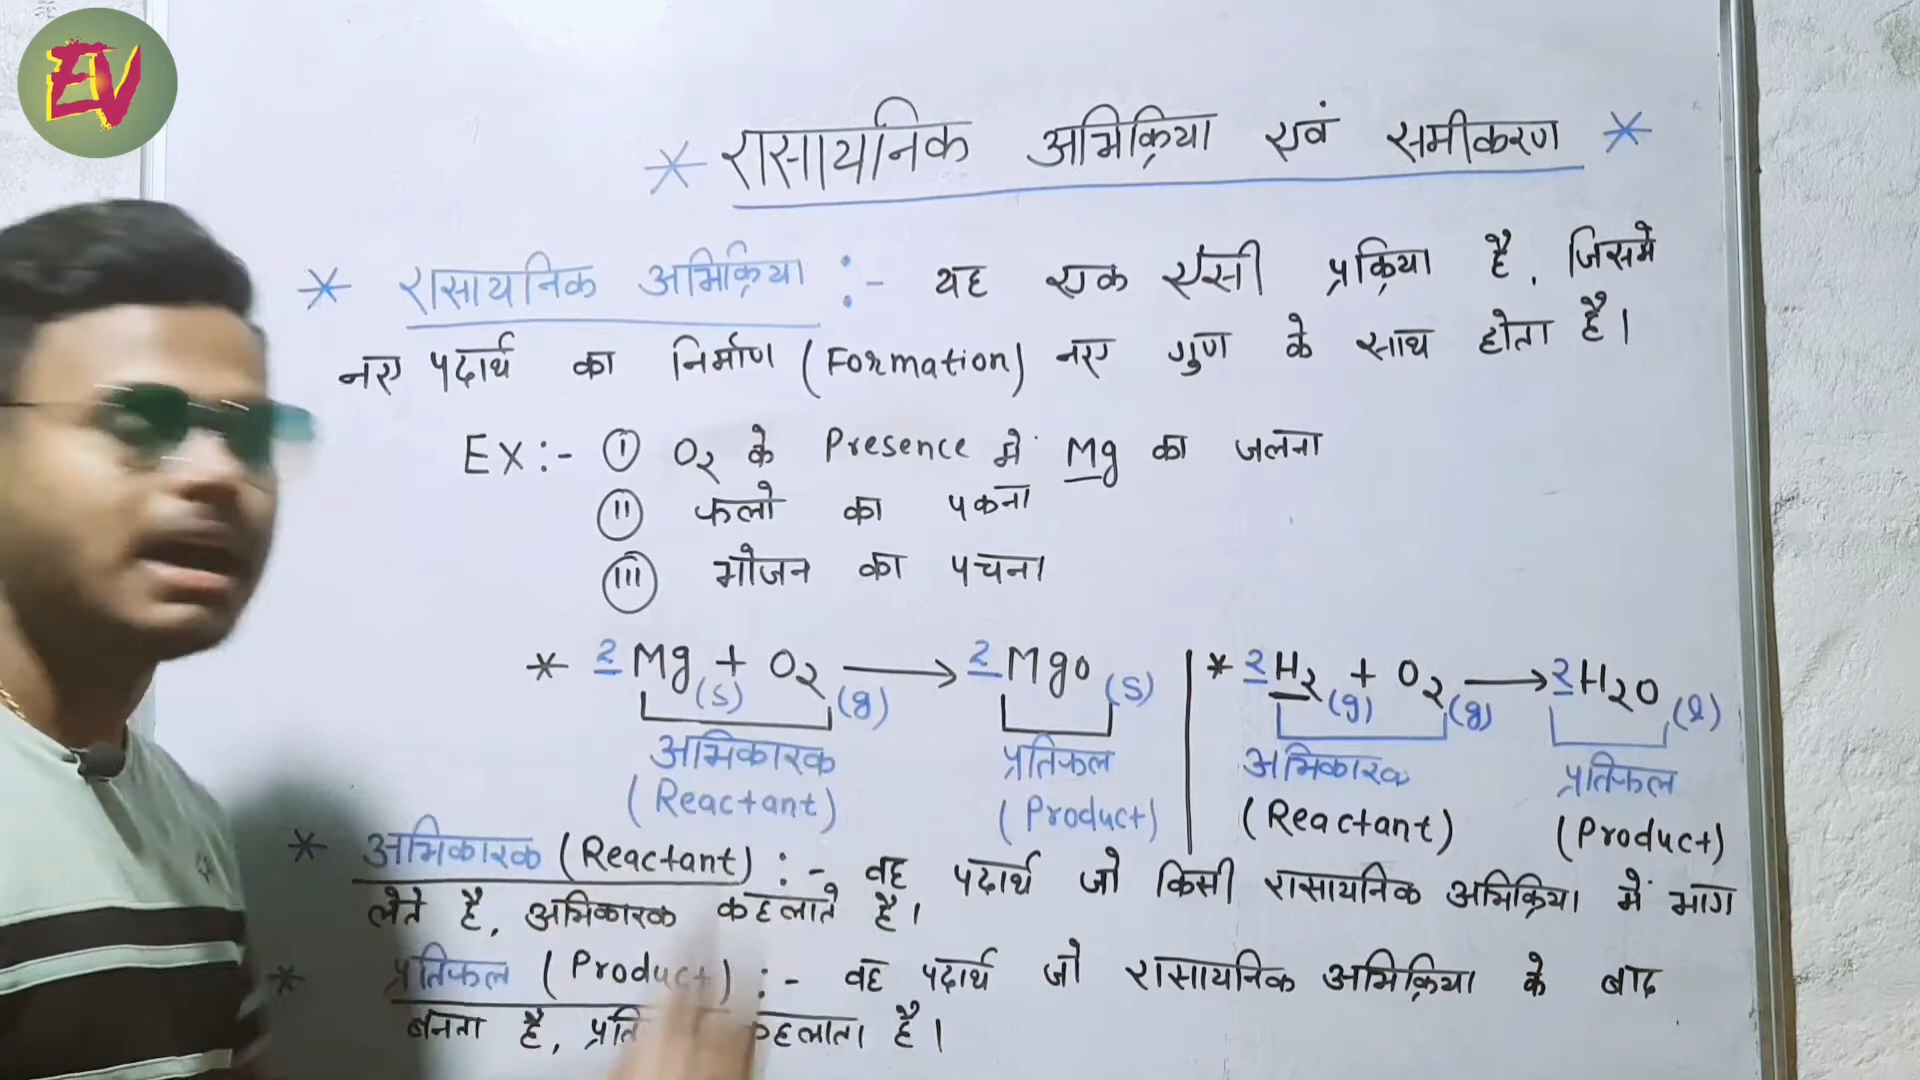 EV
* रासायनिक अभिक्रिया एवं समीकरण *
* रासायनिक अभिक्रिया :- यह एक ऐसी प्रक्रिया है, जिसमे
नए पदार्थ का निर्माण (Formation) नए गुण के साथ होता है।
Ex:- (I) O₂ के Presence मे Mg का जलना
(II) फलो का पकना
(III) भोजन का पचना
* 2Mg(s) + O₂(g) ⟶ 2Mgo(s) | * 2H₂(g) + O₂(g) ⟶ 2H₂O(l)
अभिकारक प्रतिफल अभिकारक प्रतिफल
(Reactant) (Product) (Reactant) (Product)
* अभिकारक (Reactant) :- वह पदार्थ जो किसी रासायनिक अभिक्रिया में भाग
लेते है, अभिकारक कहलाते है।
* प्रतिफल (Product) :- वह पदार्थ जो रासायनिक अभिक्रिया के बाद
बनता है, है।